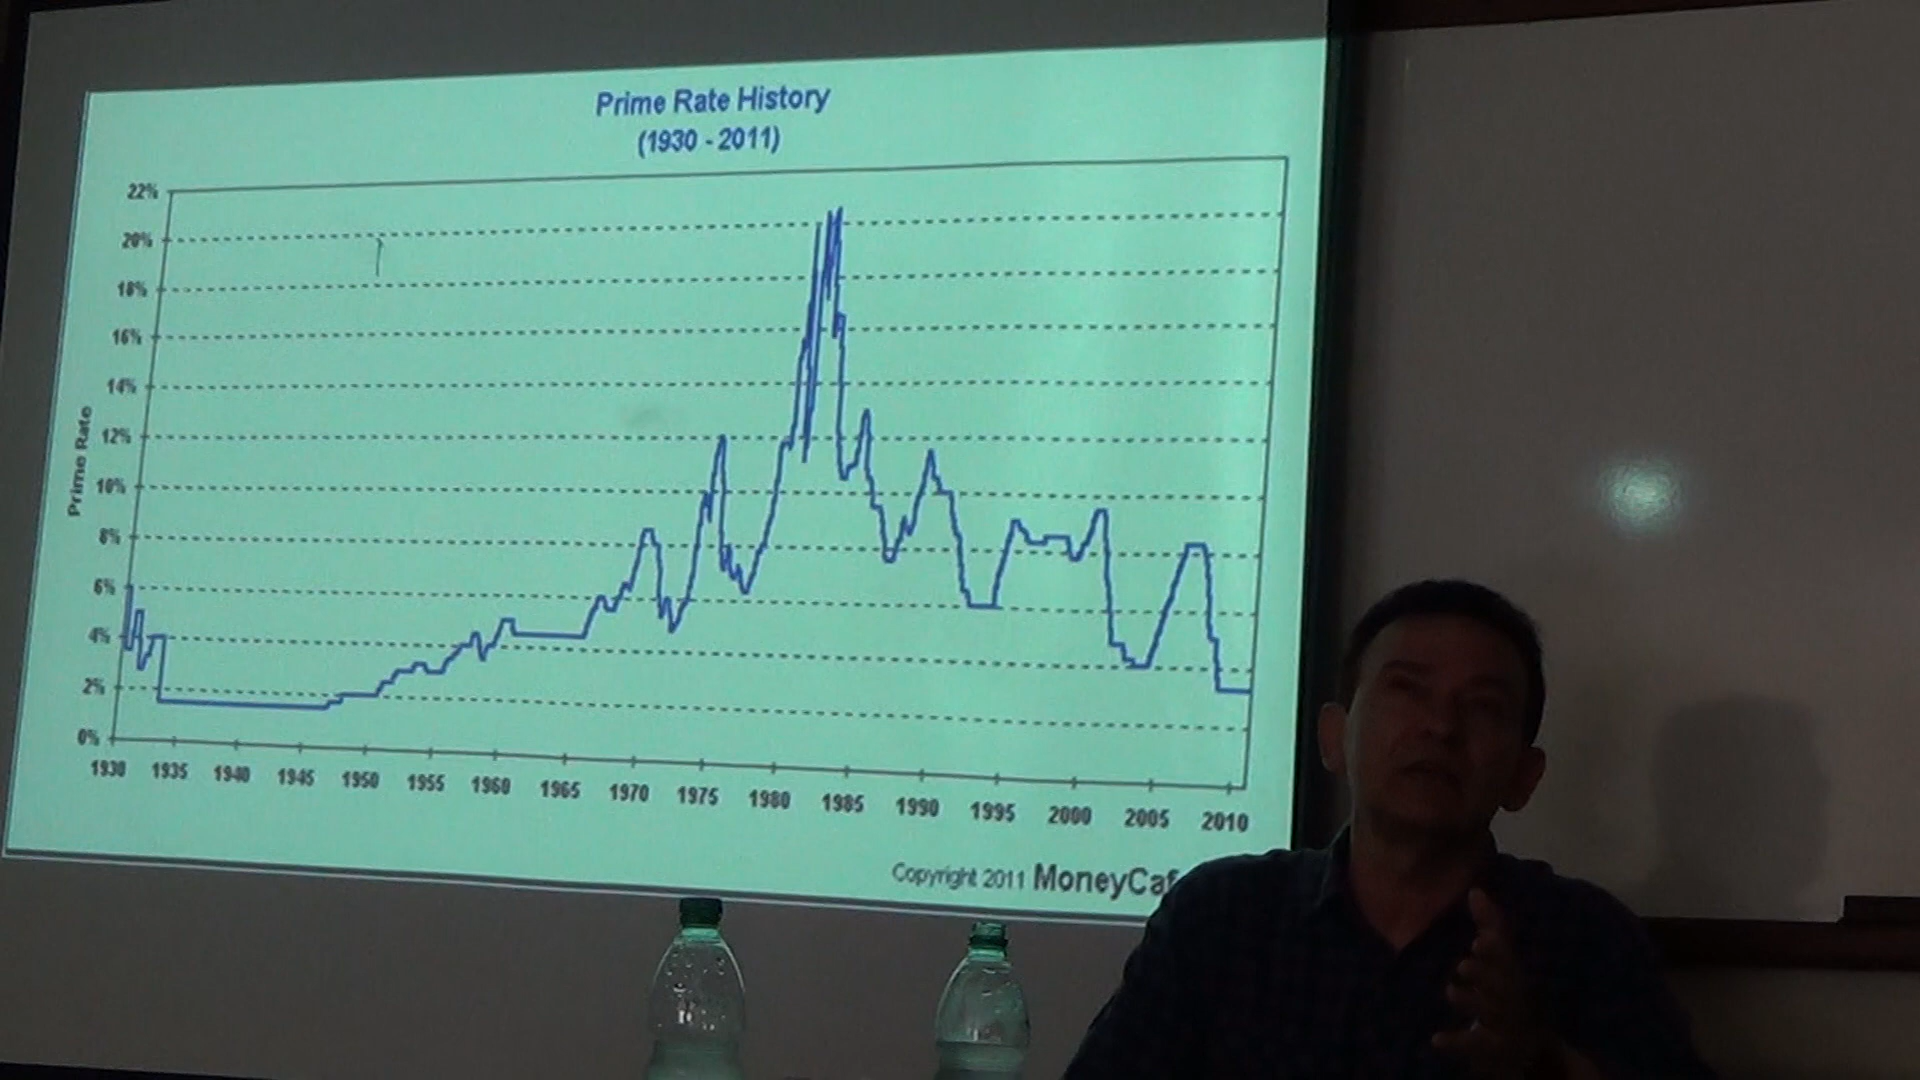 Prime Rate History
(1930 - 2011)
22%
20%
18%
16%
14%
12%
10%
8%
6%
4%
2%
0%
Prime Rate
1930 1935 1940 1945 1950 1955 1960 1965 1970 1975 1980 1985 1990 1995 2000 2005 2010
Copyright 2011 MoneyCaf